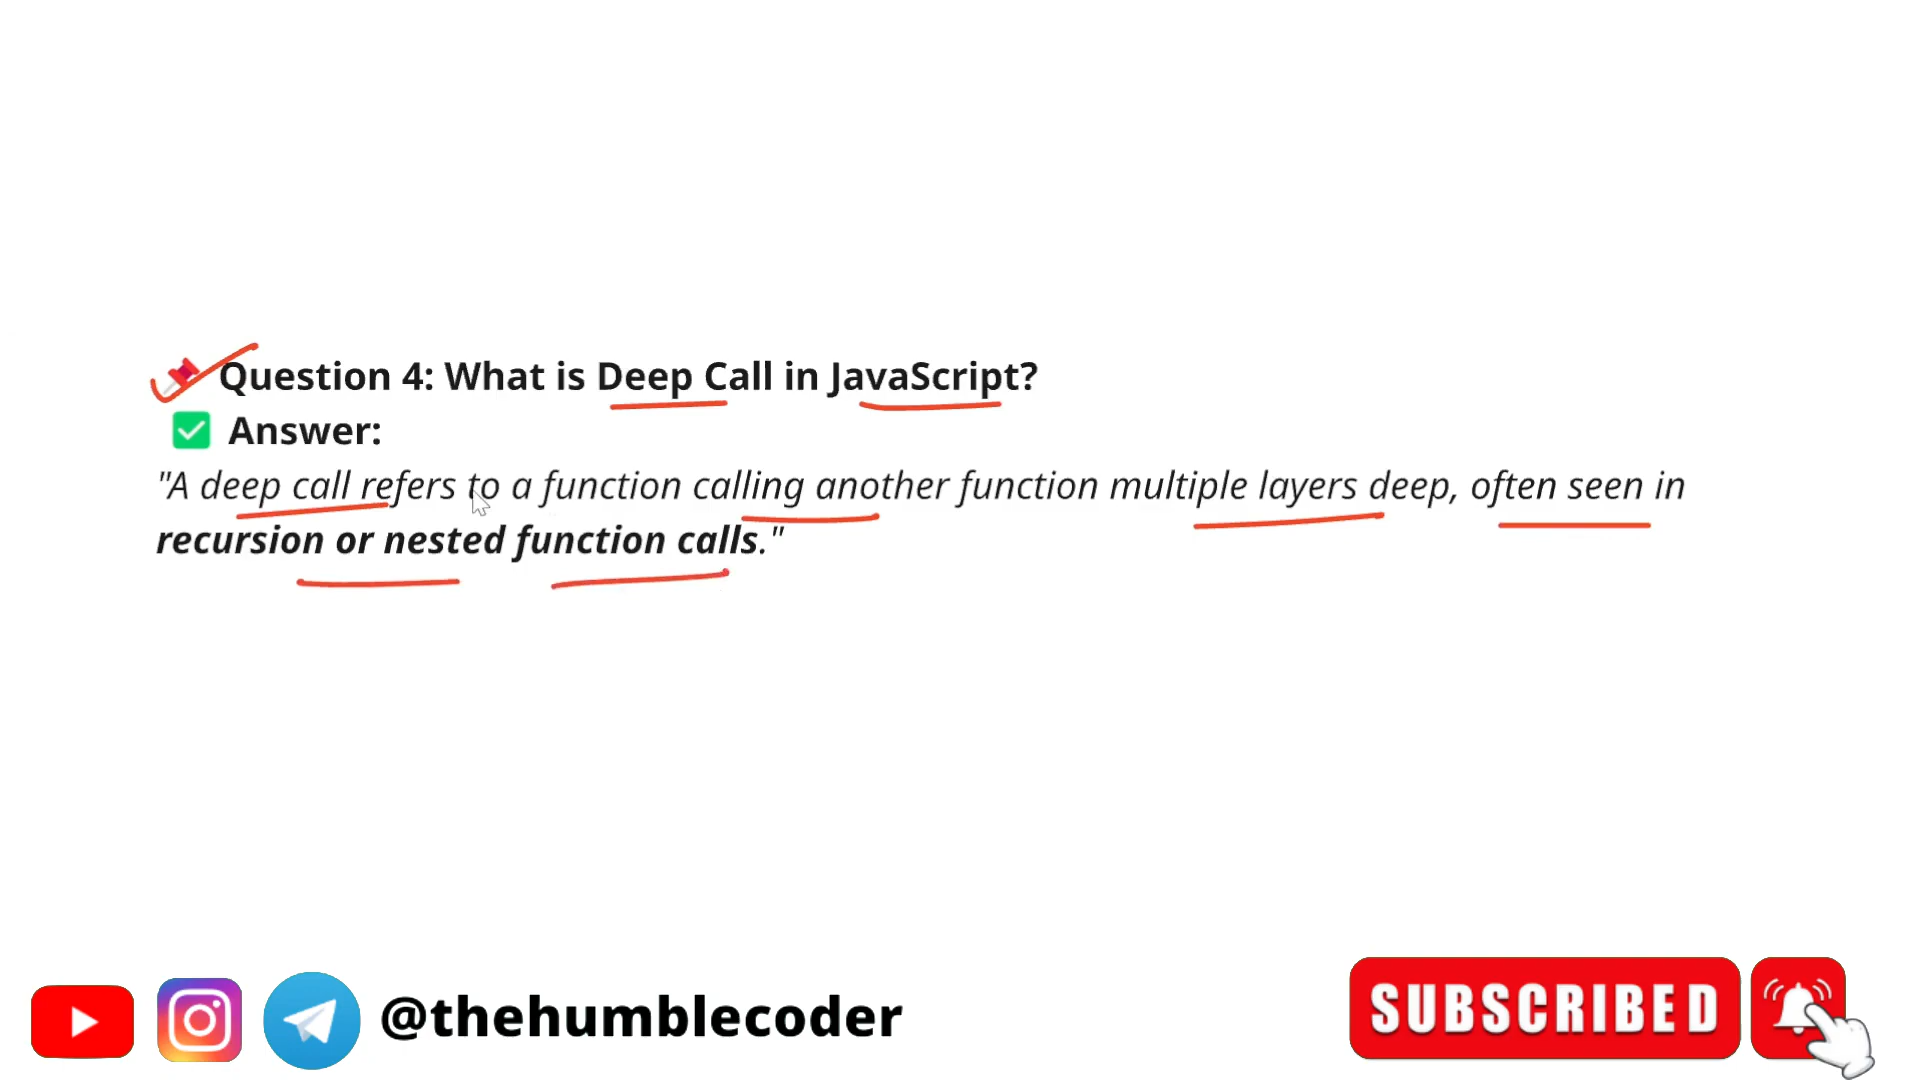 Question 4: What is Deep Call in JavaScript?
Answer:
"A deep call refers to a function calling another function multiple layers deep, often seen in
recursion or nested function calls."
@thehumblecoder
SUBSCRIBED